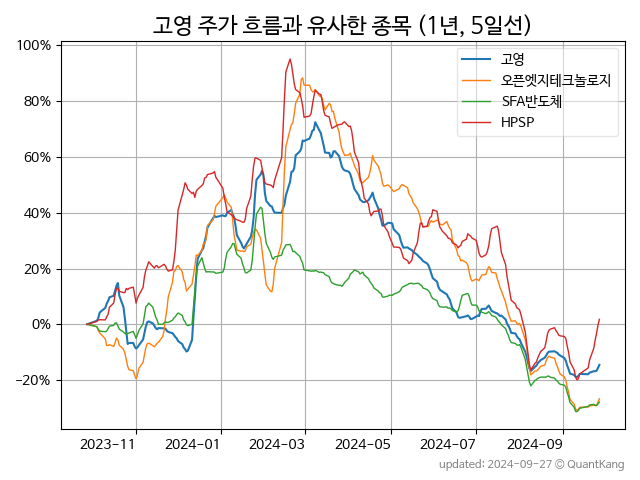 고영 주가 흐름과 유사한 종목 (1년, 5일선)
고영
오픈엣지테크놀로지
SFA반도체
HPSP
100%
80%
60%
40%
20%
0%
−20%
2023-11
2024-01
2024-03
2024-05
2024-07
2024-09
updated: 2024-09-27 © QuantKang